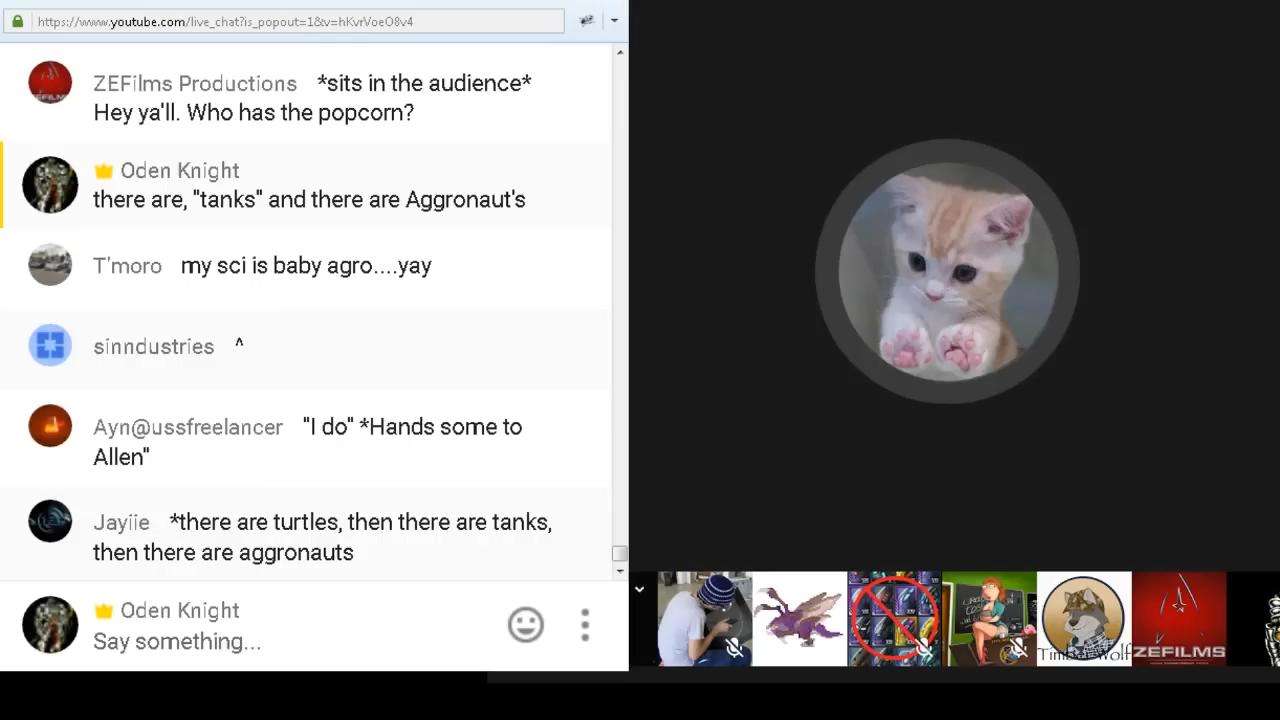 https://www.youtube.com/live_chat?is_popout=1&v=hKvrVoeO8v4
ZEFilms Productions *sits in the audience*
Hey ya'll. Who has the popcorn?
Oden Knight
there are, "tanks" and there are Aggronaut's
T'moro my sci is baby agro....yay
sinndustries ^
Ayn@ussfreelancer "I do" *Hands some to
Allen"
Jayiie *there are turtles, then there are tanks,
then there are aggronauts
Oden Knight
Say something...
ZEFILMS